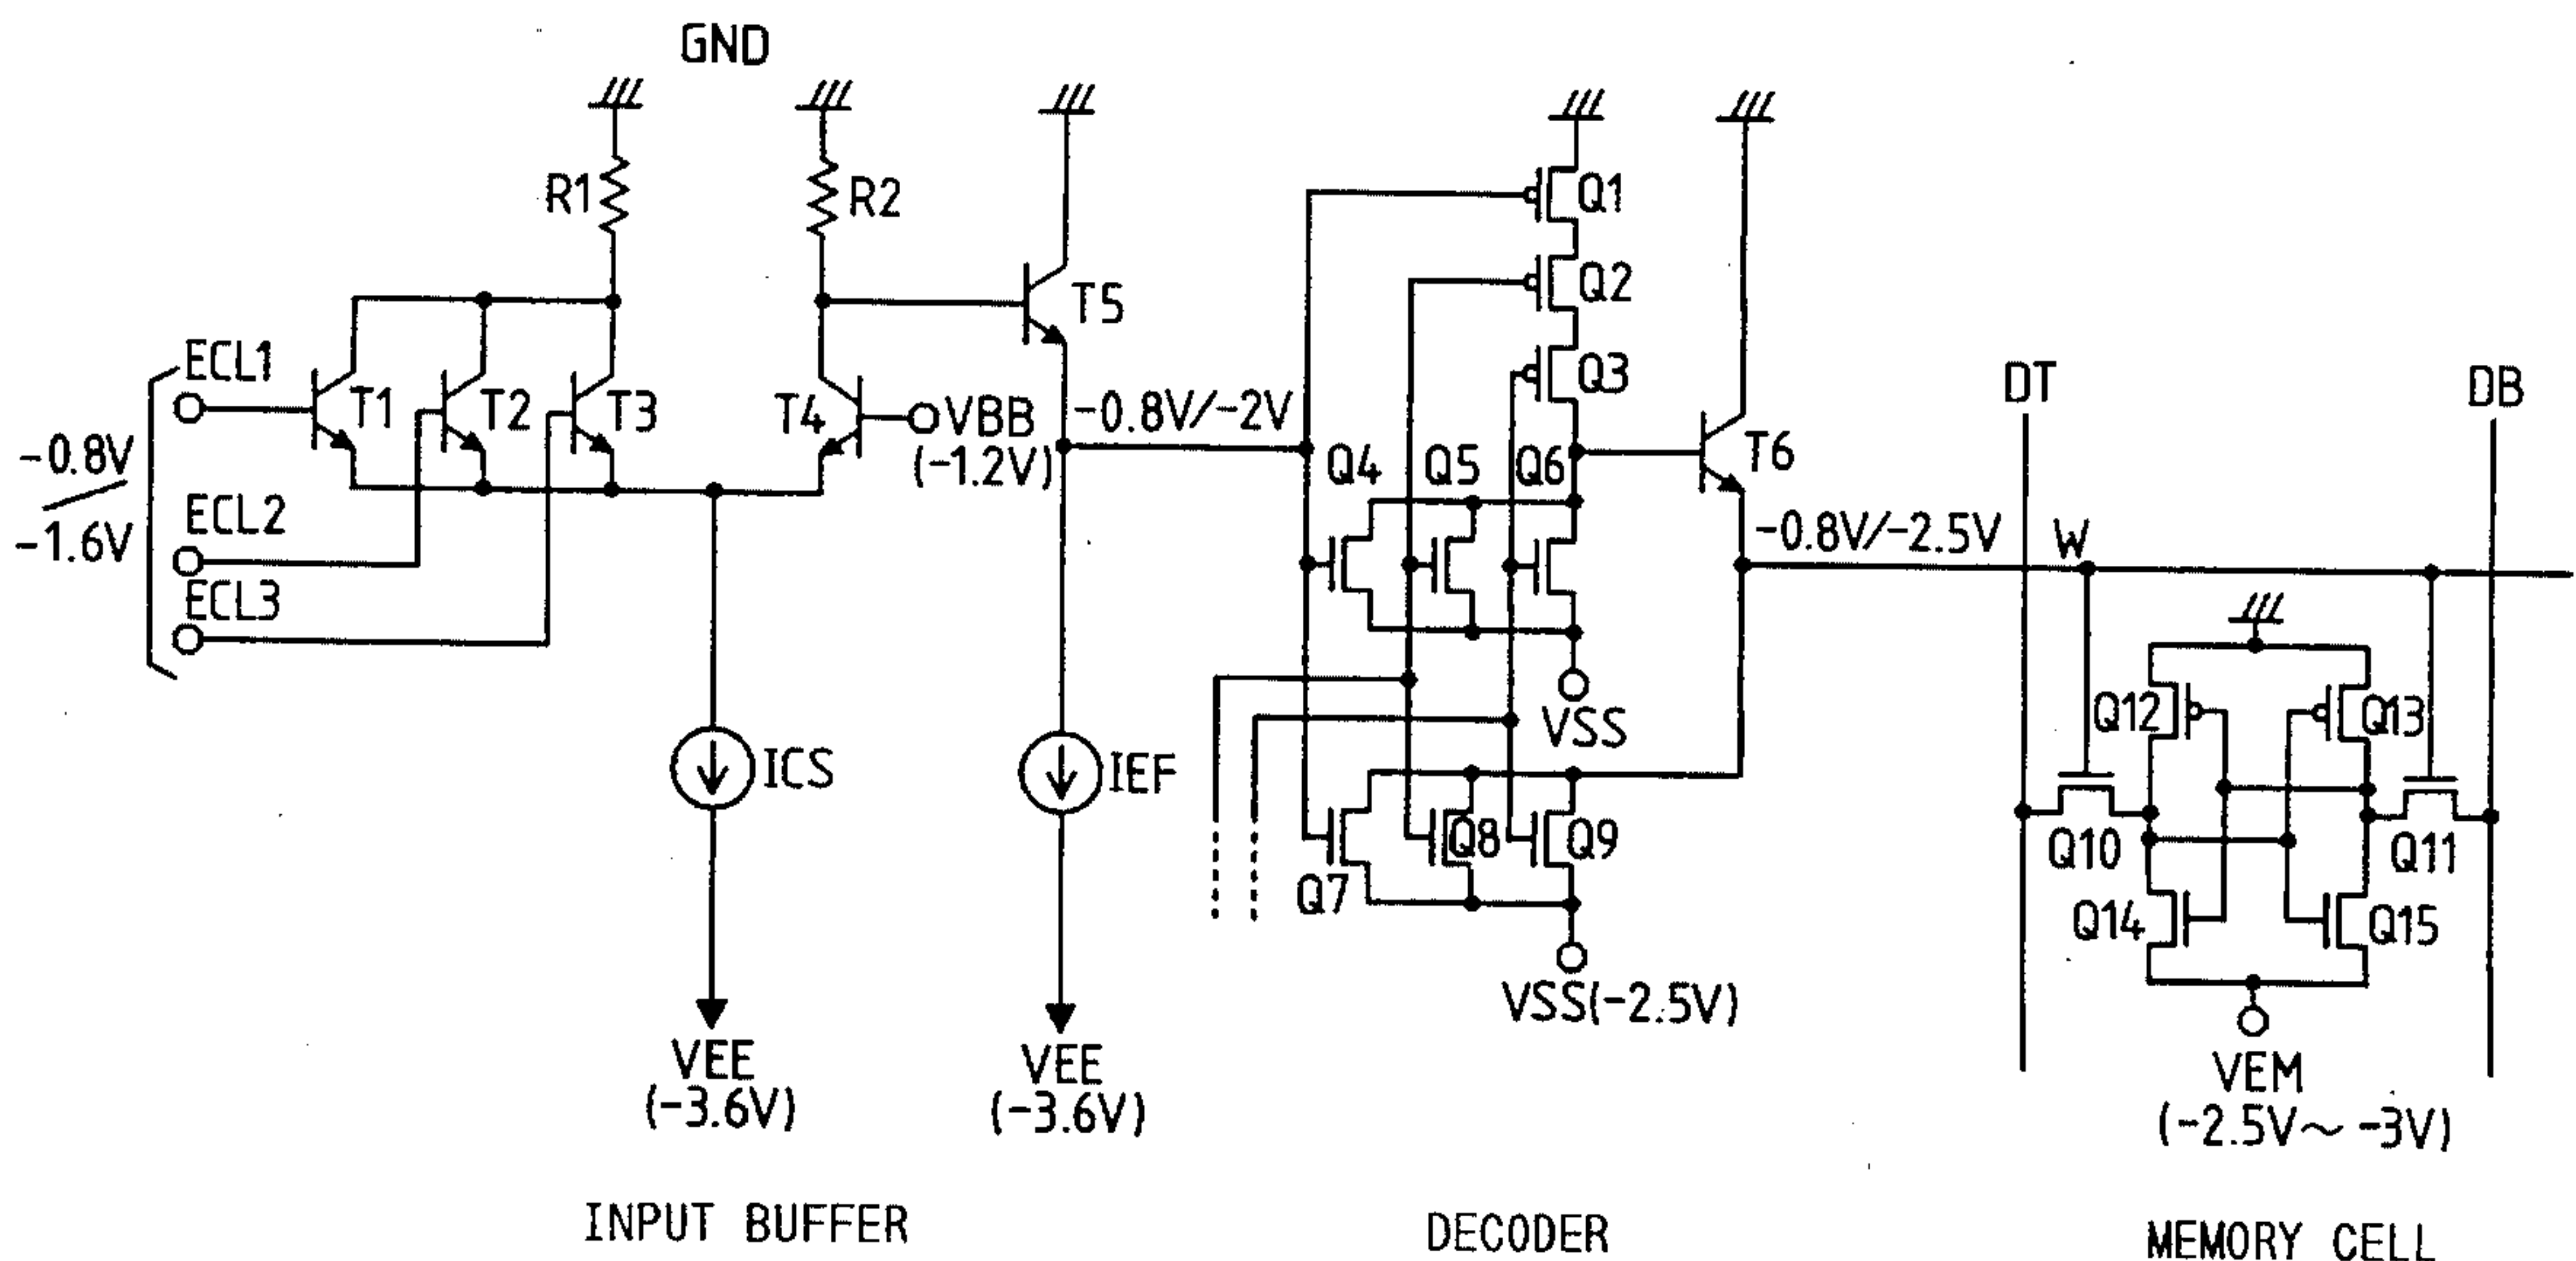 GND
R1
R2
Q1
T5
Q2
Q3
ECL1
T1
T2
T3
T4
VBB
(-1.2V)
-0.8V/-2V
-0.8V
-1.6V
ECL2
ECL3
Q4
Q5
Q6
T6
-0.8V/-2.5V
W
DT
DB
VSS
ICS
IEF
Q7
Q8
Q9
VSS(-2.5V)
Q12
Q13
Q10
Q11
Q14
Q15
VEE
(-3.6V)
VEE
(-3.6V)
VEM
(-2.5V~ -3V)
INPUT BUFFER
DECODER
MEMORY CELL